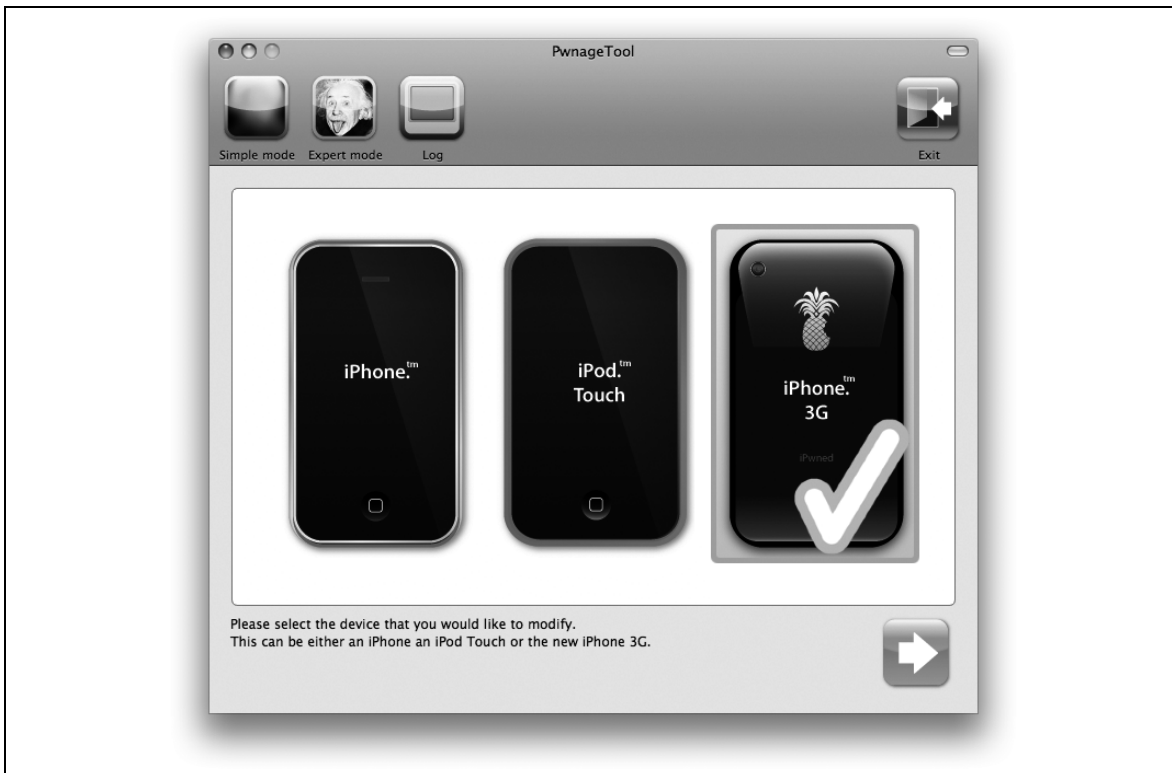 PwnageTool
Simple mode Expert mode Log Exit
iPhone.tm
iPod.tm
Touch
iPhone.tm
3G
iPwned
Please select the device that you would like to modify.
This can be either an iPhone an iPod Touch or the new iPhone 3G.